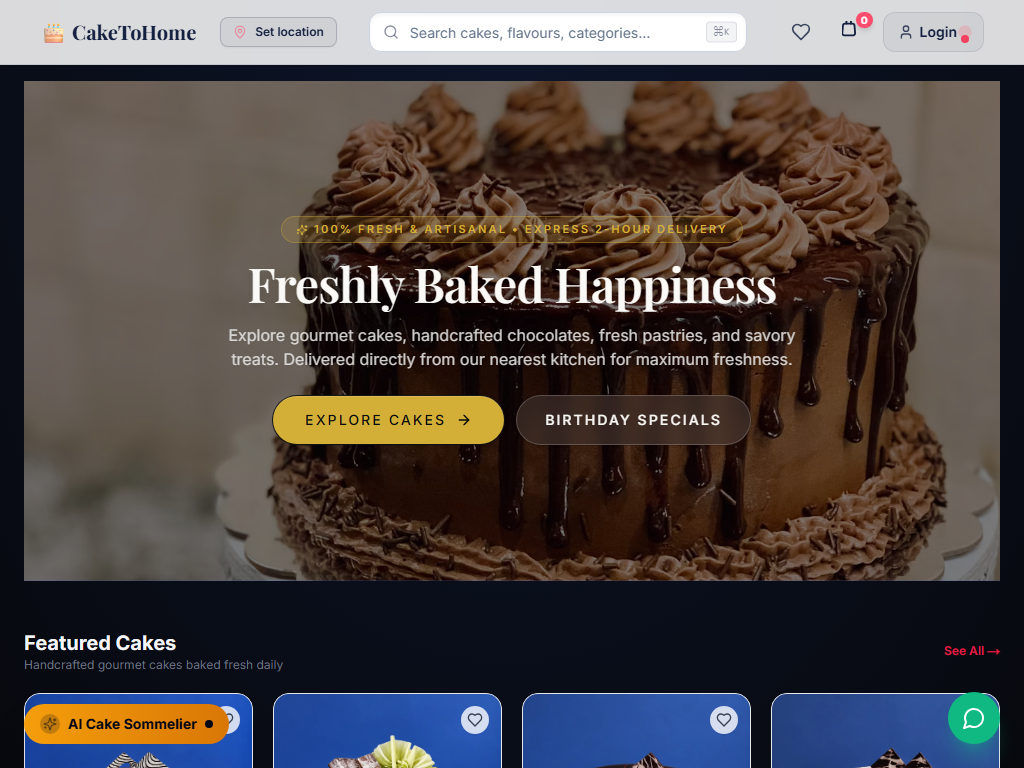 CakeToHome
Set location
Search cakes, flavours, categories...
⌘K
0
Login
100% FRESH & ARTISANAL • EXPRESS 2-HOUR DELIVERY
Freshly Baked Happiness
Explore gourmet cakes, handcrafted chocolates, fresh pastries, and savory
treats. Delivered directly from our nearest kitchen for maximum freshness.
EXPLORE CAKES →
BIRTHDAY SPECIALS
Featured Cakes
Handcrafted gourmet cakes baked fresh daily
See All →
AI Cake Sommelier